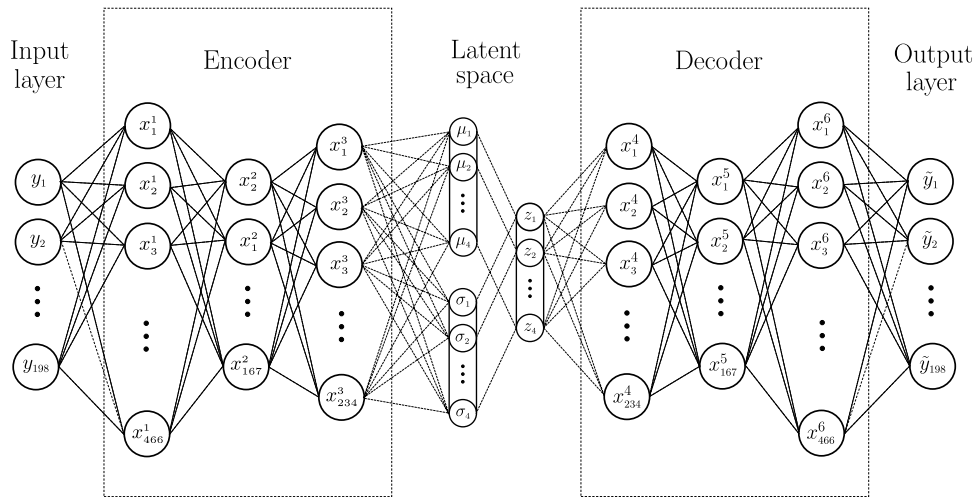 Input
layer
Encoder
Latent
space
Decoder
Output
layer
y₁
y₂
y₁₉₈
x¹₁
x¹₂
x¹₃
x¹₄₆₆
x²₂
x²₁
x²₁₆₇
x³₁
x³₂
x³₃
x³₂₃₄
μ₁
μ₂
μ₄
σ₁
σ₂
σ₄
z₁
z₂
z₄
x⁴₁
x⁴₂
x⁴₃
x⁴₂₃₄
x⁵₁
x⁵₂
x⁵₁₆₇
x⁶₁
x⁶₂
x⁶₃
x⁶₄₆₆
ỹ₁
ỹ₂
ỹ₁₉₈